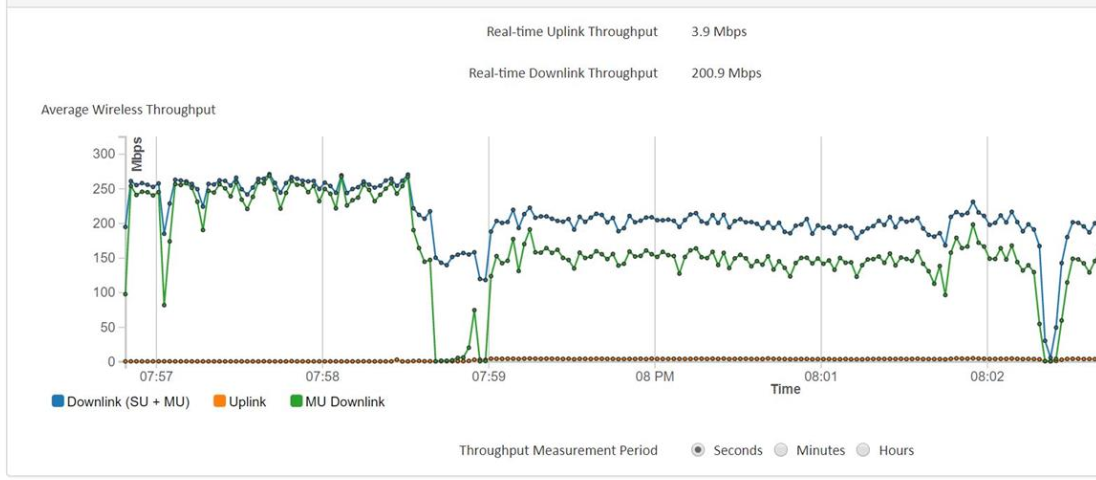 Real-time Uplink Throughput 3.9 Mbps
Real-time Downlink Throughput 200.9 Mbps
Average Wireless Throughput
Mbps
300
250
200
150
100
50
0
07:57 07:58 07:59 08 PM 08:01 08:02
Time
Downlink (SU + MU) Uplink MU Downlink
Throughput Measurement Period Seconds Minutes Hours